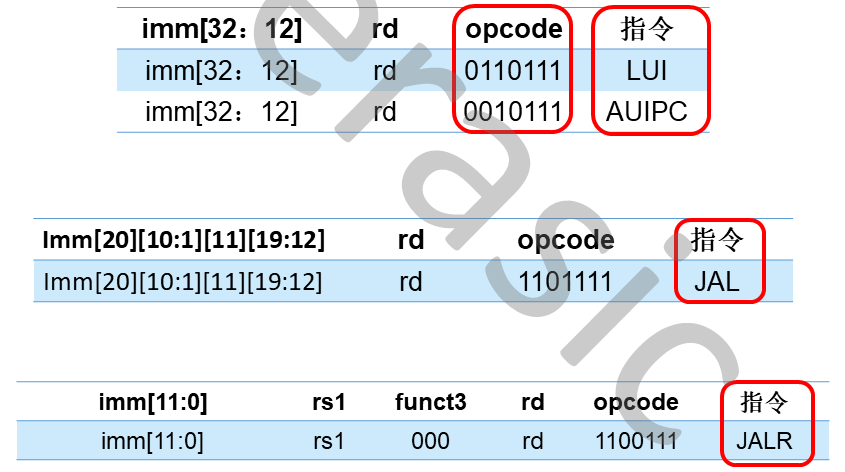 imm[32：12] rd opcode 指令
imm[32：12] rd 0110111 LUI
imm[32：12] rd 0010111 AUIPC
Imm[20][10:1][11][19:12] rd opcode 指令
Imm[20][10:1][11][19:12] rd 1101111 JAL
imm[11:0] rs1 funct3 rd opcode 指令
imm[11:0] rs1 000 rd 1100111 JALR
erasic